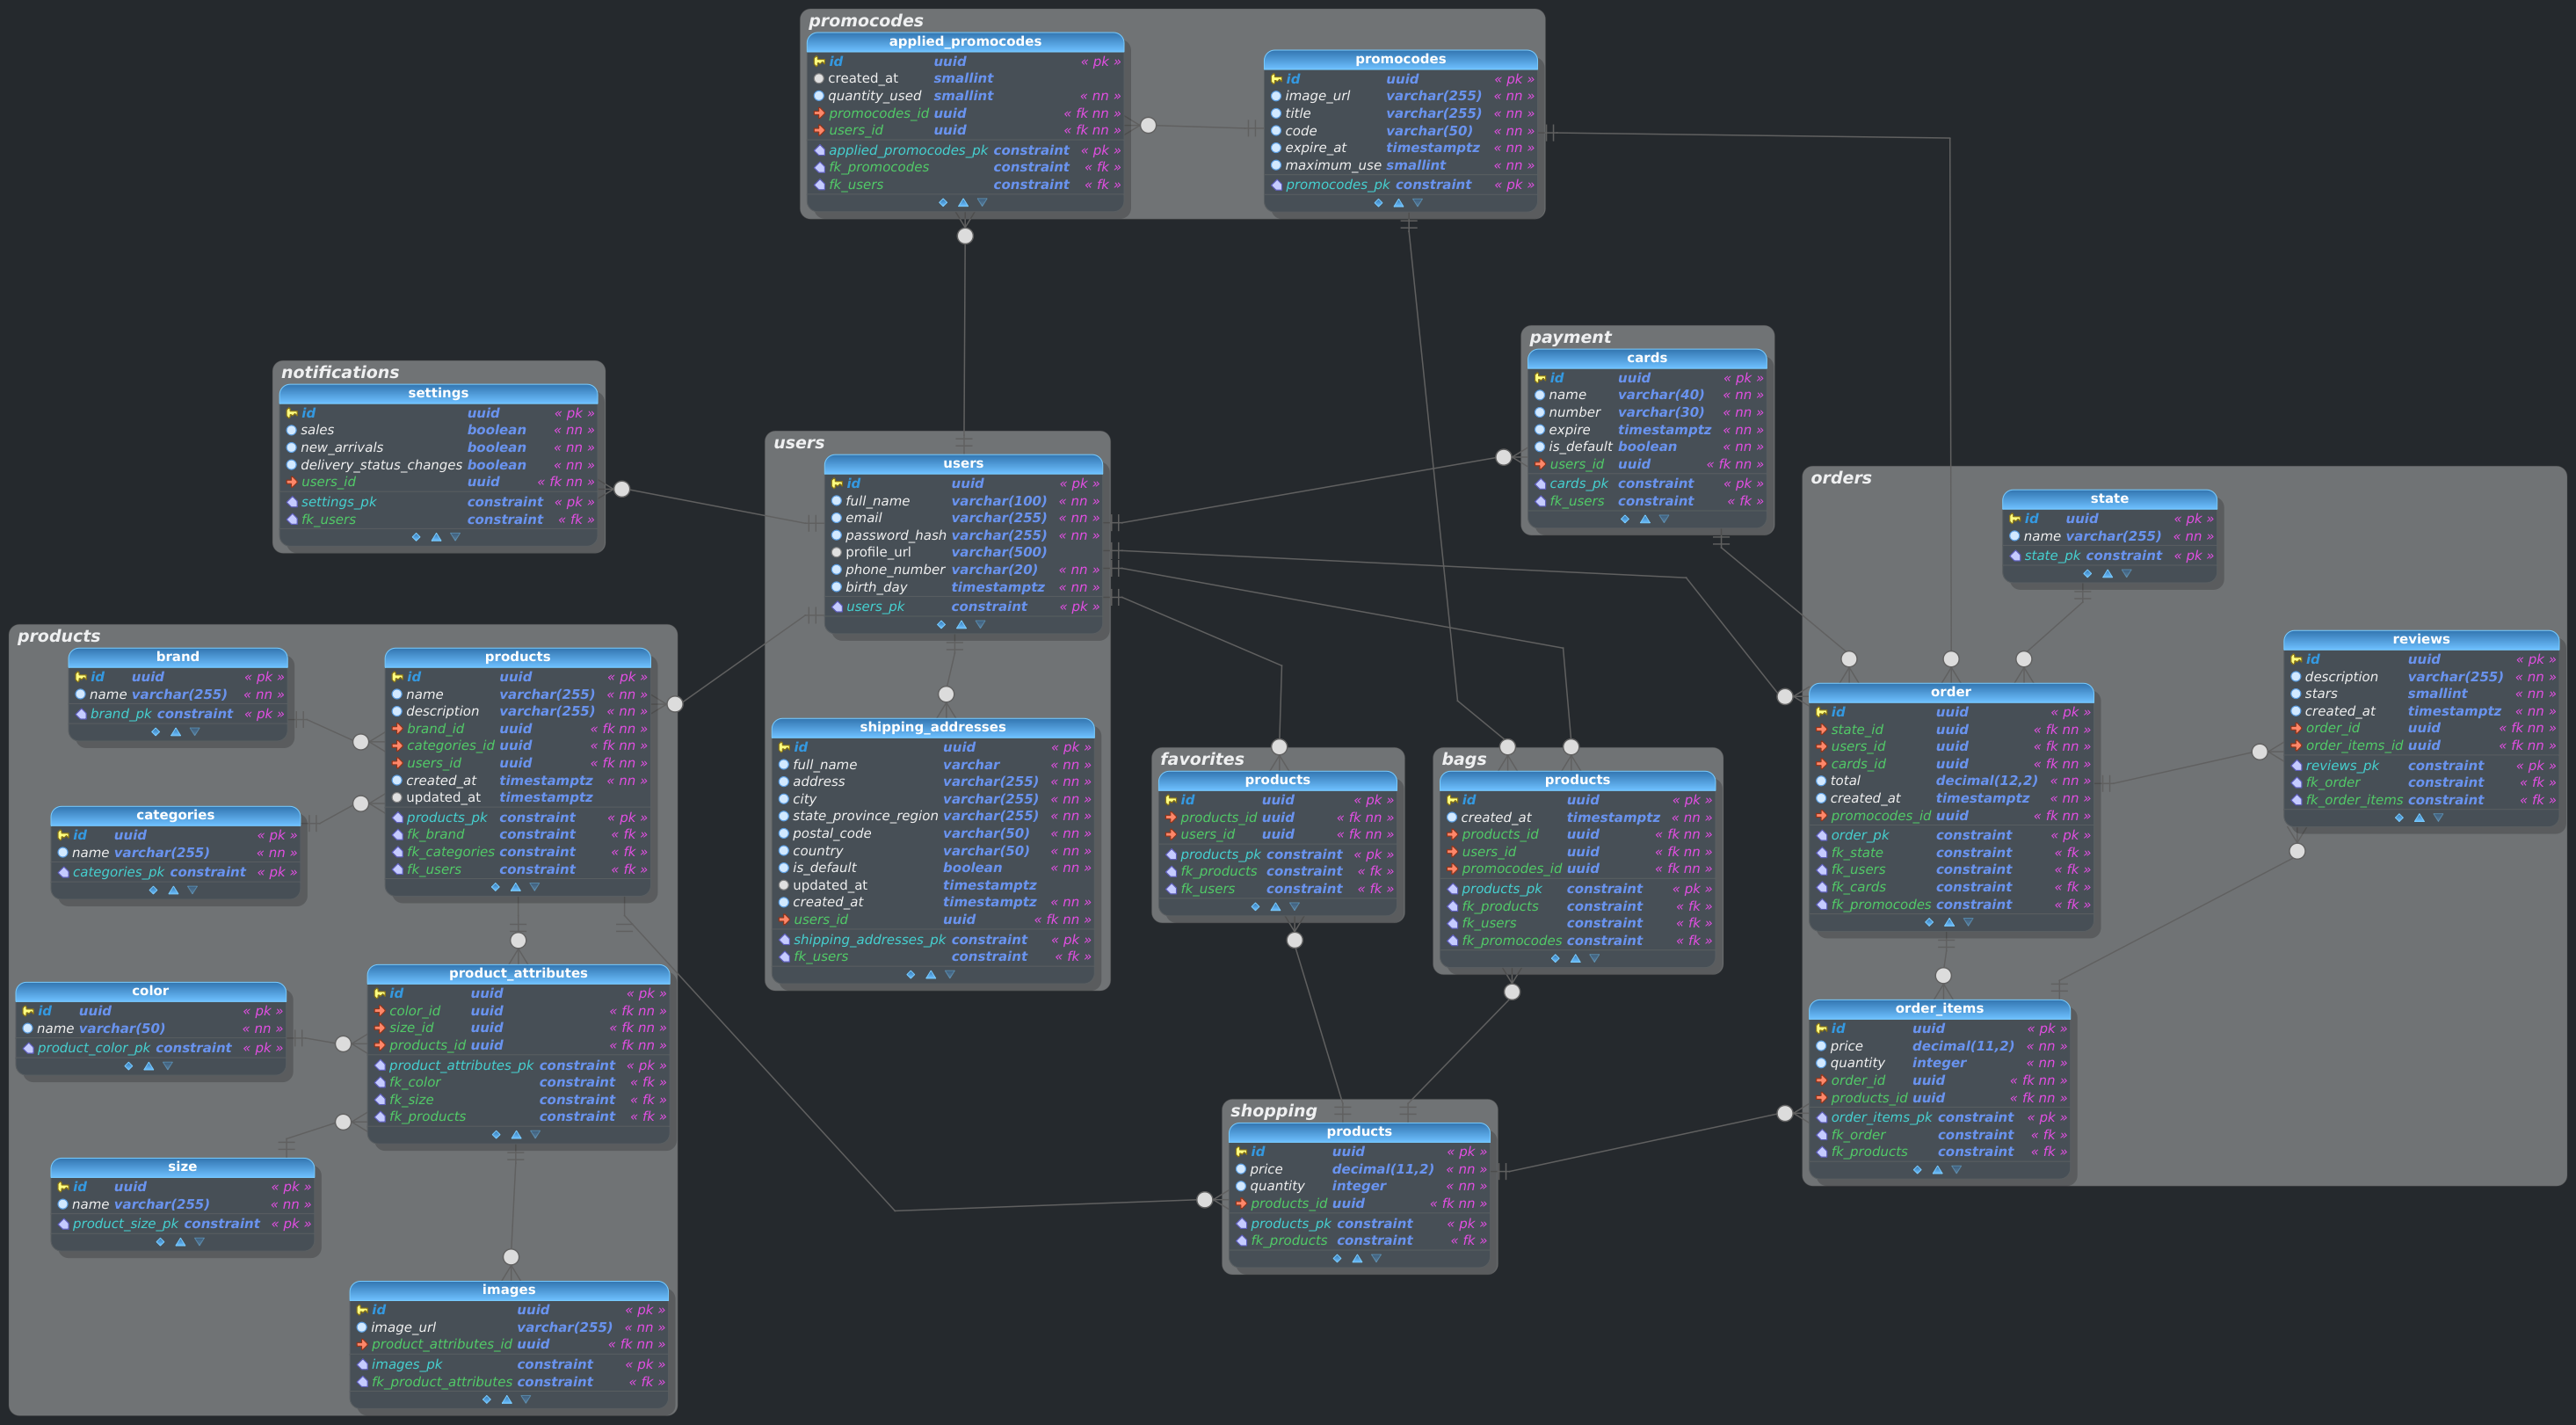 promocodes
applied_promocodes
id uuid « pk »
created_at smallint
quantity_used smallint « nn »
promocodes_id uuid « fk nn »
users_id uuid « fk nn »
applied_promocodes_pk constraint « pk »
fk_promocodes constraint « fk »
fk_users constraint « fk »
promocodes
id uuid « pk »
image_url varchar(255) « nn »
title varchar(255) « nn »
code varchar(50) « nn »
expire_at timestamptz « nn »
maximum_use smallint « nn »
promocodes_pk constraint « pk »
notifications
settings
id uuid « pk »
sales boolean « nn »
new_arrivals boolean « nn »
delivery_status_changes boolean « nn »
users_id uuid « fk nn »
settings_pk constraint « pk »
fk_users constraint « fk »
payment
cards
id uuid « pk »
name varchar(40) « nn »
number varchar(30) « nn »
expire timestamptz « nn »
is_default boolean « nn »
users_id uuid « fk nn »
cards_pk constraint « pk »
fk_users constraint « fk »
users
users
id uuid « pk »
full_name varchar(100) « nn »
email varchar(255) « nn »
password_hash varchar(255) « nn »
profile_url varchar(500)
phone_number varchar(20) « nn »
birth_day timestamptz « nn »
users_pk constraint « pk »
shipping_addresses
id uuid « pk »
full_name varchar « nn »
address varchar(255) « nn »
city varchar(255) « nn »
state_province_region varchar(255) « nn »
postal_code varchar(50) « nn »
country varchar(50) « nn »
is_default boolean « nn »
updated_at timestamptz
created_at timestamptz « nn »
users_id uuid « fk nn »
shipping_addresses_pk constraint « pk »
fk_users constraint « fk »
products
brand
id uuid « pk »
name varchar(255) « nn »
brand_pk constraint « pk »
products
id uuid « pk »
name varchar(255) « nn »
description varchar(255) « nn »
brand_id uuid « fk nn »
categories_id uuid « fk nn »
users_id uuid « fk nn »
created_at timestamptz « nn »
updated_at timestamptz
products_pk constraint « pk »
fk_brand constraint « fk »
fk_categories constraint « fk »
fk_users constraint « fk »
categories
id uuid « pk »
name varchar(255) « nn »
categories_pk constraint « pk »
color
id uuid « pk »
name varchar(50) « nn »
product_color_pk constraint « pk »
product_attributes
id uuid « pk »
color_id uuid « fk nn »
size_id uuid « fk nn »
products_id uuid « fk nn »
product_attributes_pk constraint « pk »
fk_color constraint « fk »
fk_size constraint « fk »
fk_products constraint « fk »
size
id uuid « pk »
name varchar(255) « nn »
product_size_pk constraint « pk »
images
id uuid « pk »
image_url varchar(255) « nn »
product_attributes_id uuid « fk nn »
images_pk constraint « pk »
fk_product_attributes constraint « fk »
favorites
products
id uuid « pk »
products_id uuid « fk nn »
users_id uuid « fk nn »
products_pk constraint « pk »
fk_products constraint « fk »
fk_users constraint « fk »
bags
products
id uuid « pk »
created_at timestamptz « nn »
products_id uuid « fk nn »
users_id uuid « fk nn »
promocodes_id uuid « fk nn »
products_pk constraint « pk »
fk_products constraint « fk »
fk_users constraint « fk »
fk_promocodes constraint « fk »
shopping
products
id uuid « pk »
price decimal(11,2) « nn »
quantity integer « nn »
products_id uuid « fk nn »
products_pk constraint « pk »
fk_products constraint « fk »
orders
state
id uuid « pk »
name varchar(255) « nn »
state_pk constraint « pk »
order
id uuid « pk »
state_id uuid « fk nn »
users_id uuid « fk nn »
cards_id uuid « fk nn »
total decimal(12,2) « nn »
created_at timestamptz « nn »
promocodes_id uuid « fk nn »
order_pk constraint « pk »
fk_state constraint « fk »
fk_users constraint « fk »
fk_cards constraint « fk »
fk_promocodes constraint « fk »
reviews
id uuid « pk »
description varchar(255) « nn »
stars smallint « nn »
created_at timestamptz « nn »
order_id uuid « fk nn »
order_items_id uuid « fk nn »
reviews_pk constraint « pk »
fk_order constraint « fk »
fk_order_items constraint « fk »
order_items
id uuid « pk »
price decimal(11,2) « nn »
quantity integer « nn »
order_id uuid « fk nn »
products_id uuid « fk nn »
order_items_pk constraint « pk »
fk_order constraint « fk »
fk_products constraint « fk »